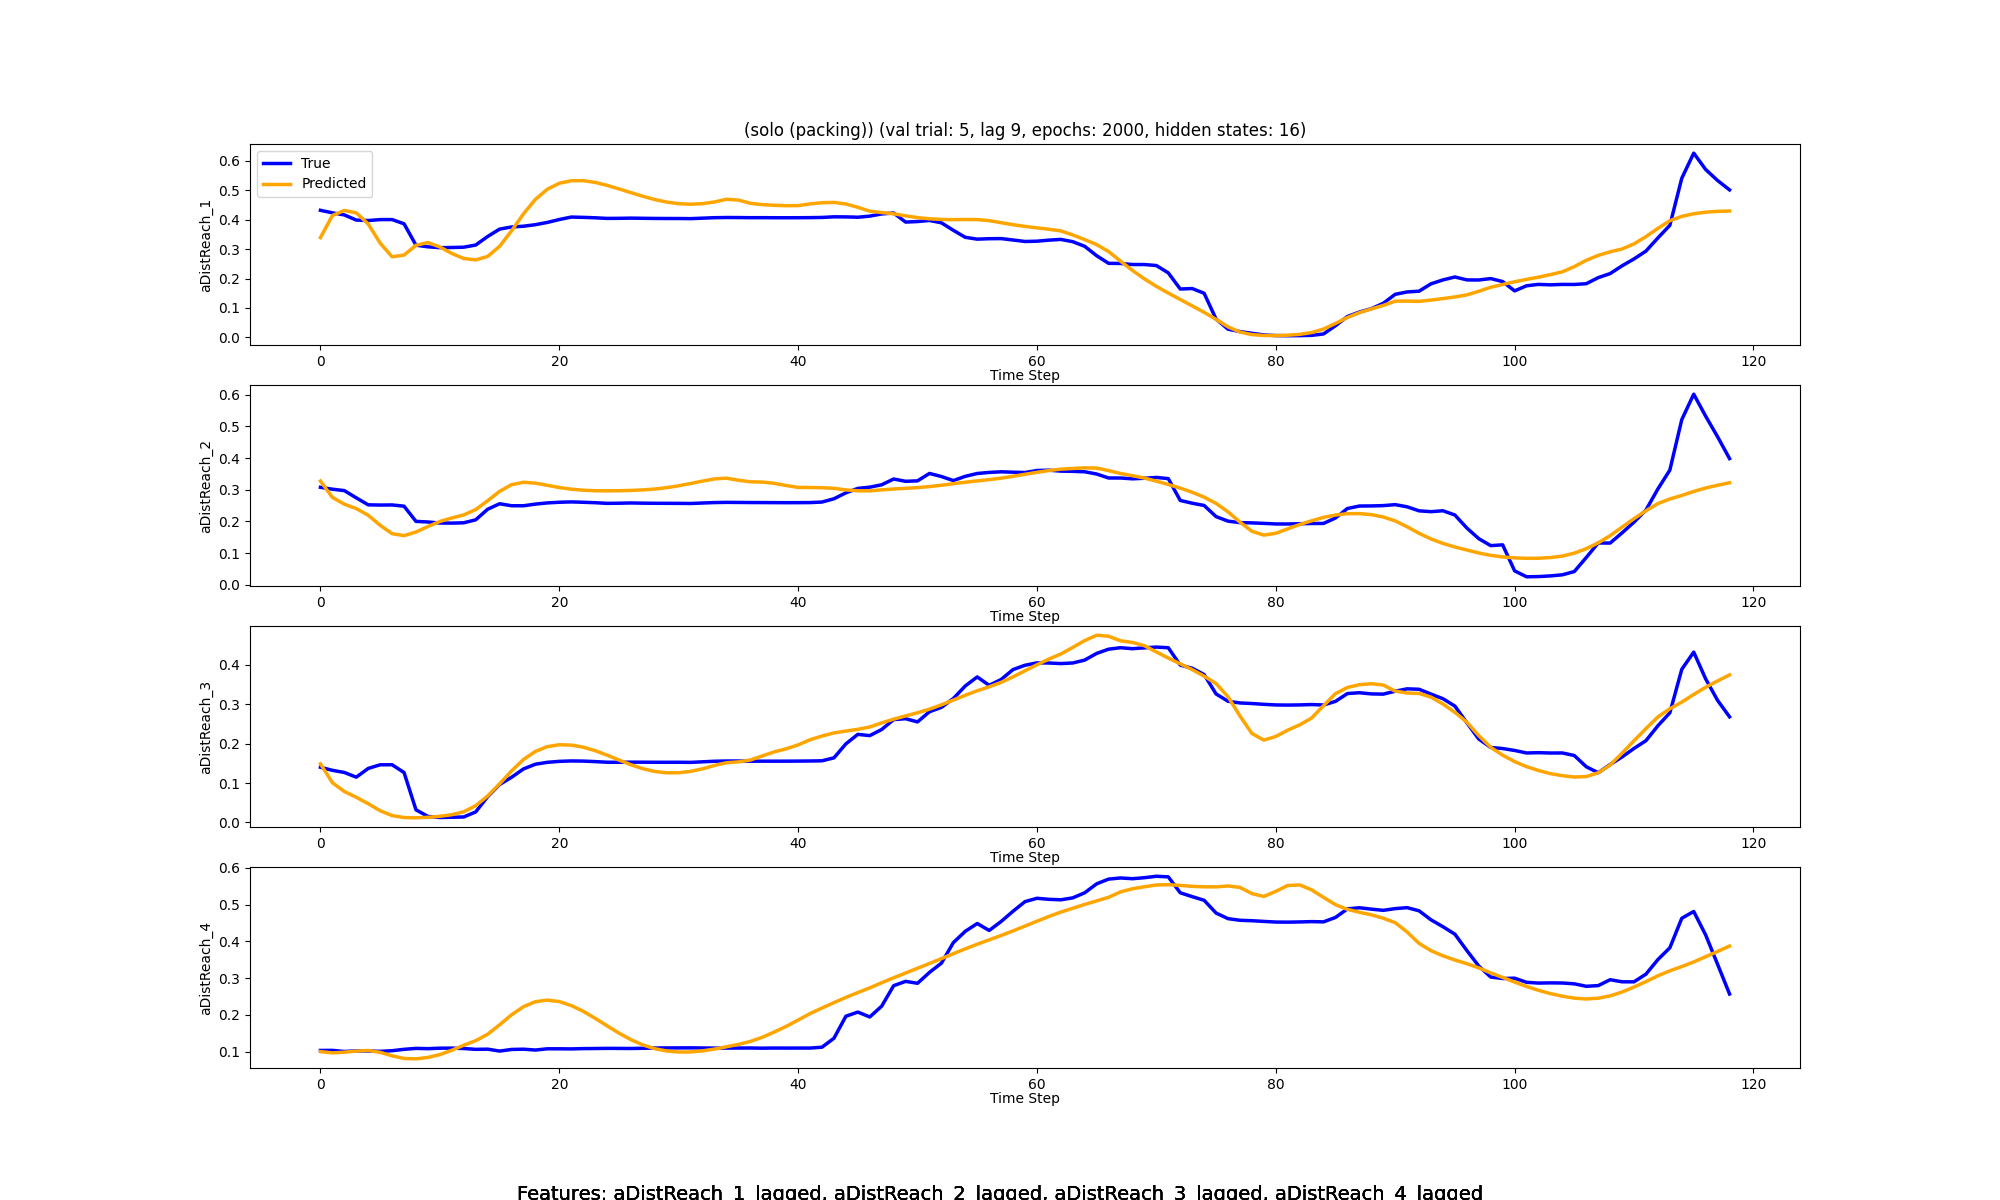 (solo (packing)) (val trial: 5, lag 9, epochs: 2000, hidden states: 16)
True
Predicted
aDistReach_1
0.6
0.5
0.4
0.3
0.2
0.1
0.0
0 20 40 60 80 100 120
Time Step
aDistReach_2
0.6
0.5
0.4
0.3
0.2
0.1
0.0
0 20 40 60 80 100 120
Time Step
aDistReach_3
0.4
0.3
0.2
0.1
0.0
0 20 40 60 80 100 120
Time Step
aDistReach_4
0.6
0.5
0.4
0.3
0.2
0.1
0 20 40 60 80 100 120
Time Step
Features: aDistReach_1_lagged, aDistReach_2_lagged, aDistReach_3_lagged, aDistReach_4_lagged